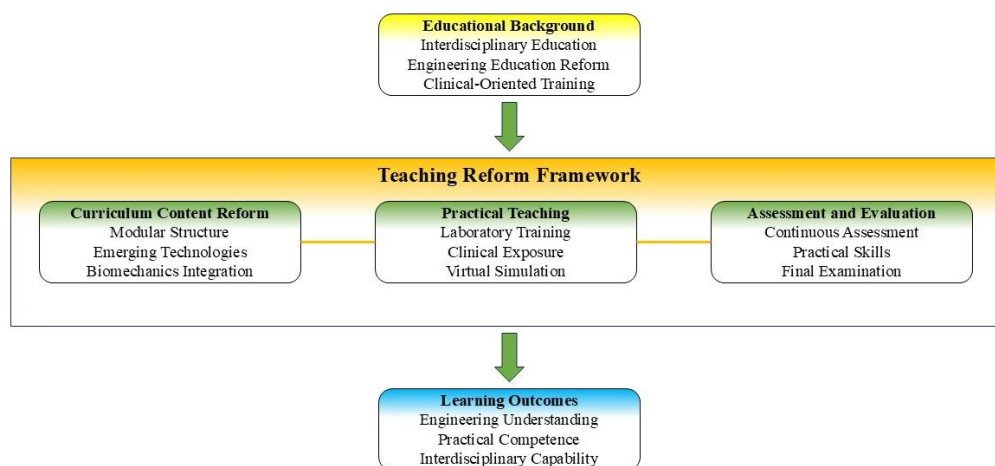 Educational Background
Interdisciplinary Education
Engineering Education Reform
Clinical-Oriented Training
Teaching Reform Framework
Curriculum Content Reform
Modular Structure
Emerging Technologies
Biomechanics Integration
Practical Teaching
Laboratory Training
Clinical Exposure
Virtual Simulation
Assessment and Evaluation
Continuous Assessment
Practical Skills
Final Examination
Learning Outcomes
Engineering Understanding
Practical Competence
Interdisciplinary Capability